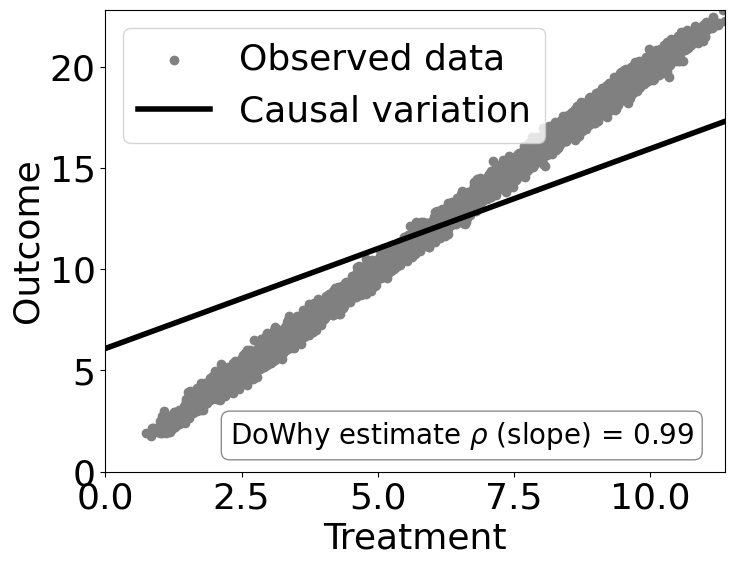 Observed data
Causal variation
20
15
10
5
0
Outcome
DoWhy estimate ρ (slope) = 0.99
0.0 2.5 5.0 7.5 10.0
Treatment